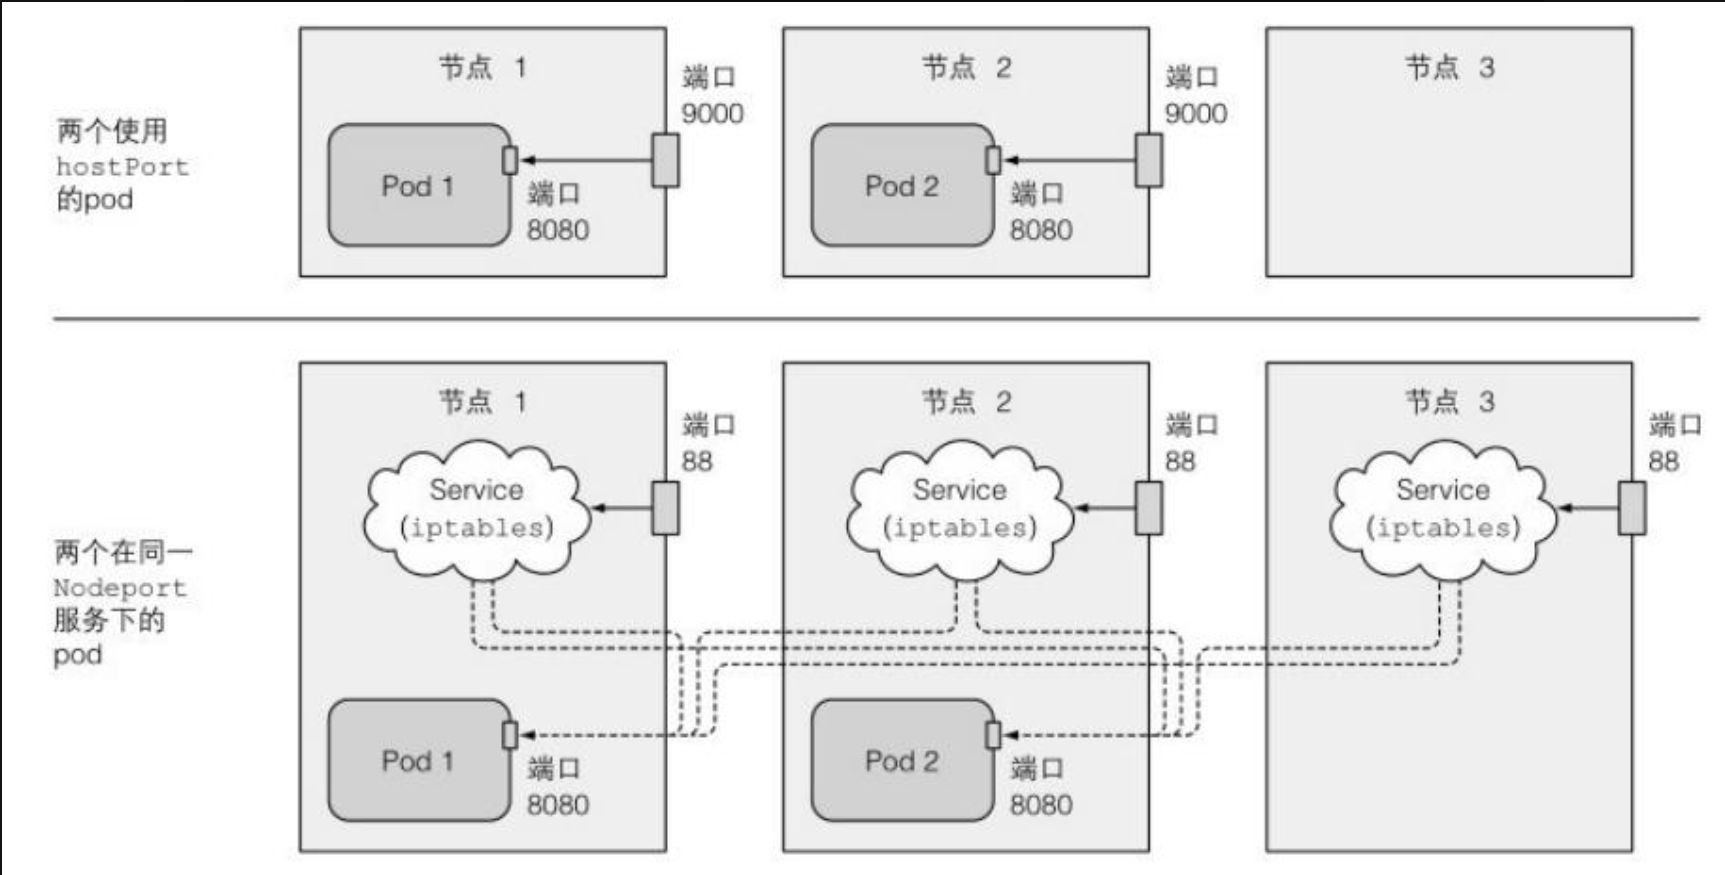 两个使用
hostPort
的pod
节点 1
Pod 1
端口
8080
端口
9000
节点 2
Pod 2
端口
8080
端口
9000
节点 3
两个在同一
Nodeport
服务下的
pod
节点 1
Service
(iptables)
端口
88
Pod 1
端口
8080
节点 2
Service
(iptables)
端口
88
Pod 2
端口
8080
节点 3
Service
(iptables)
端口
88